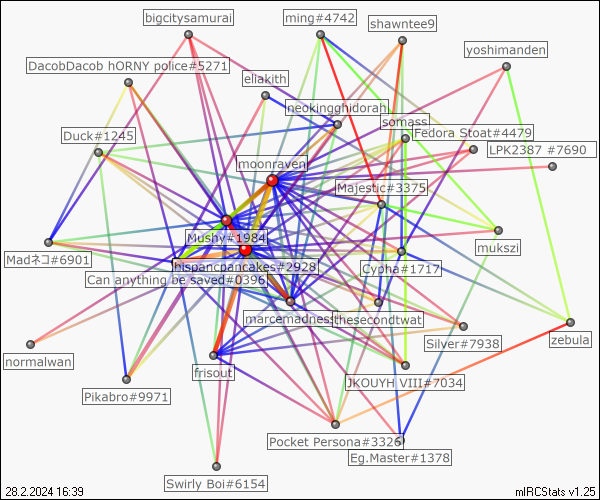 bigcitysamurai
ming#4742
shawntee9
yoshimanden
DacobDacob hORNY police#5271
eliakith
neokingghidorah
somass
Fedora Stoat#4479
Duck#1245
LPK2387 #7690
moonraven
Majestic#3375
Mushy#1984
mukszi
Madネコ#6901
hispanicpancakes#2928
Cypha#1717
Can anything be saved#0396
marcemadness
thesecondtwat
Silver#7938
zebula
normalwan
frisout
JKOUYH VIII#7034
Pikabro#9971
Pocket Persona#3326
Eg.Master#1378
Swirly Boi#6154
28.2.2024 16:39
mIRCStats v1.25